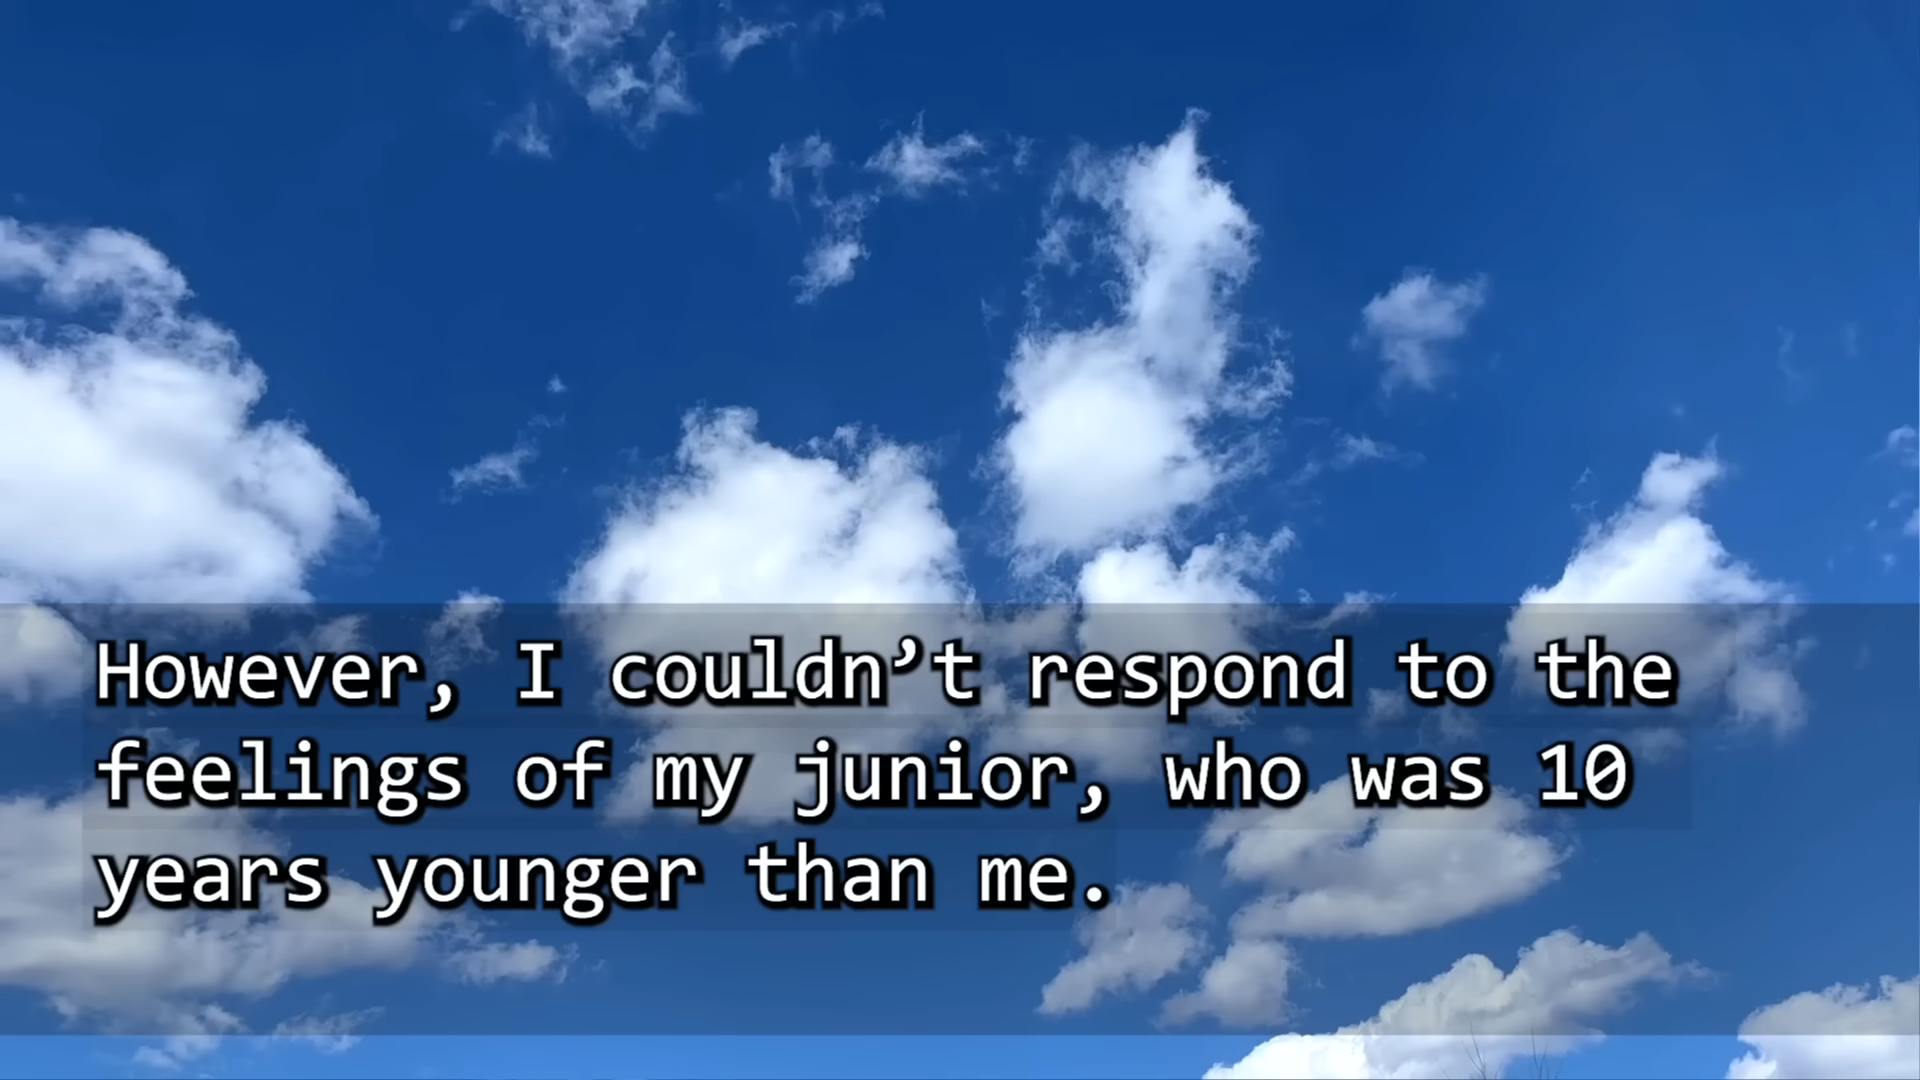 However, I couldn’t respond to the
feelings of my junior, who was 10
years younger than me.